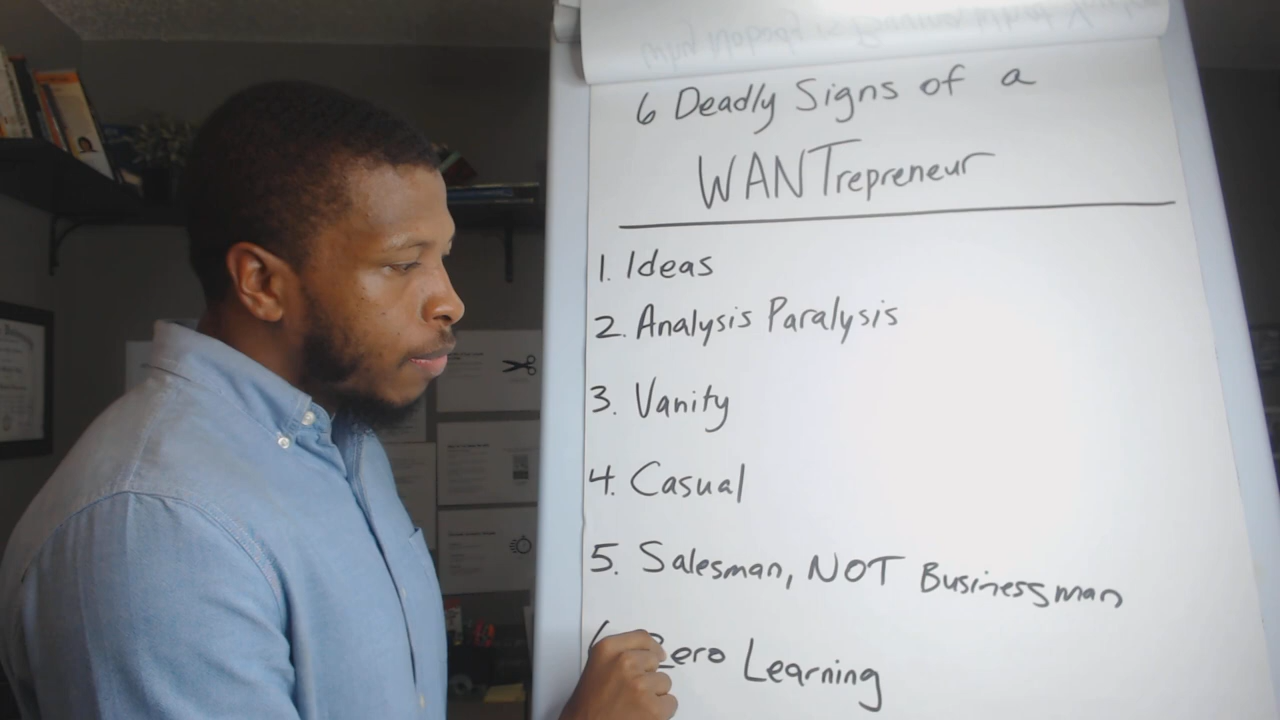 6 Deadly Signs of a
WANTrepreneur
1. Ideas
2. Analysis Paralysis
3. Vanity
4. Casual
5. Salesman, NOT Businessman
6. Zero Learning